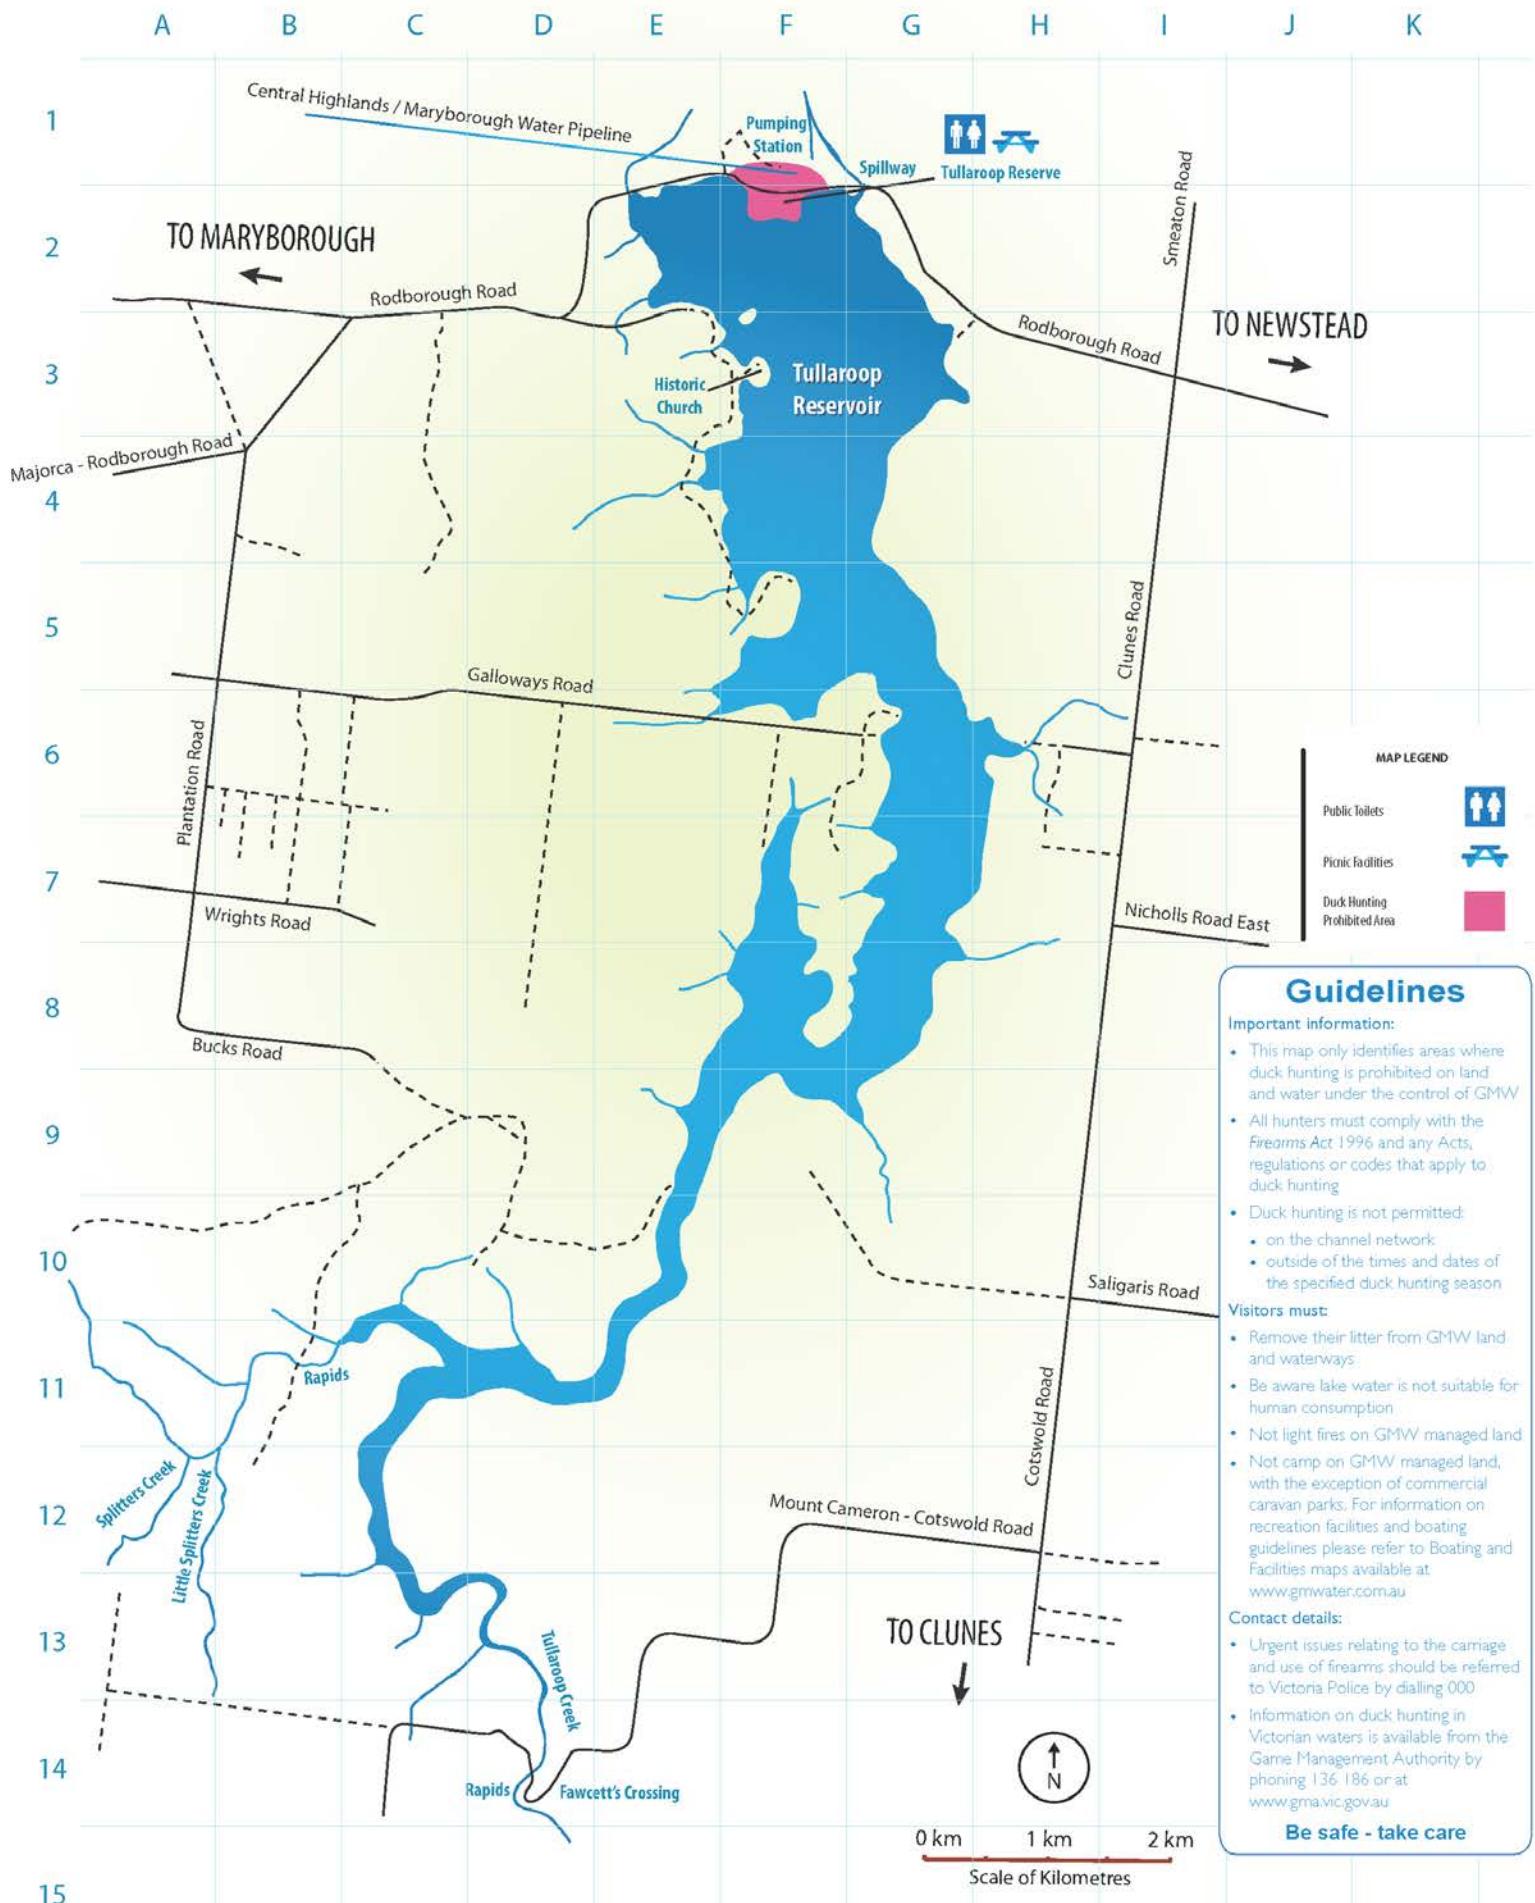 A B C D E F G H I J K
1
2
3
4
5
6
7
8
9
10
11
12
13
14
15
Central Highlands / Maryborough Water Pipeline
Pumping
Station
Spillway
Tullaroop Reserve
Smeaton Road
TO MARYBOROUGH
Rodborough Road
TO NEWSTEAD
Rodborough Road
Historic
Church
Tullaroop
Reservoir
Majorca - Rodborough Road
Clunes Road
Galloways Road
Plantation Road
MAP LEGEND
Public Toilets
Picnic Facilities
Duck Hunting
Prohibited Area
Wrights Road
Nicholls Road East
Bucks Road
Saligaris Road
Rapids
Cotswold Road
Splitters Creek
Little Splitters Creek
Mount Cameron - Cotswold Road
TO CLUNES
Tullaroop Creek
Rapids
Fawcett's Crossing
N
0 km 1 km 2 km
Scale of Kilometres
Guidelines
Important information:
• This map only identifies areas where
duck hunting is prohibited on land
and water under the control of GMW
• All hunters must comply with the
Firearms Act 1996 and any Acts,
regulations or codes that apply to
duck hunting
• Duck hunting is not permitted:
• on the channel network
• outside of the times and dates of
the specified duck hunting season
Visitors must:
• Remove their litter from GMW land
and waterways
• Be aware lake water is not suitable for
human consumption
• Not light fires on GMW managed land
• Not camp on GMW managed land,
with the exception of commercial
caravan parks. For information on
recreation facilities and boating
guidelines please refer to Boating and
Facilities maps available at
www.gmwater.com.au
Contact details:
• Urgent issues relating to the carriage
and use of firearms should be referred
to Victoria Police by dialling 000
• Information on duck hunting in
Victorian waters is available from the
Game Management Authority by
phoning 136 186 or at
www.gma.vic.gov.au
Be safe - take care